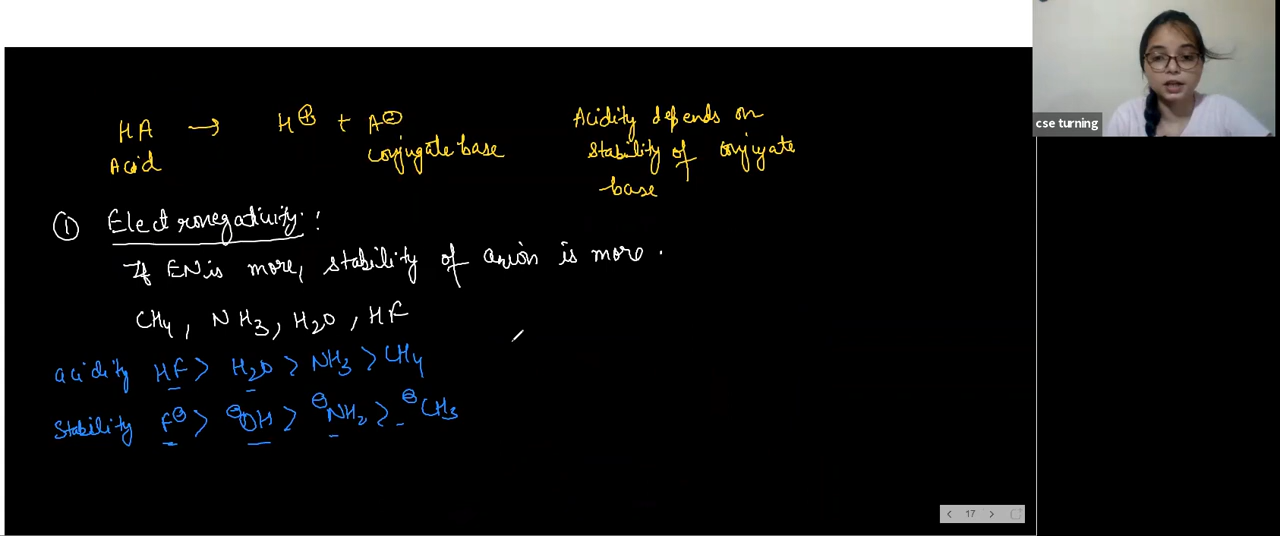 HA → H⊕ + A⊖
Acid
conjugate base
Acidity depends on
stability of conjugate
base
① Electronegativity:
If EN is more, stability of anion is more.
CH4, NH3, H2O, HF
acidity HF > H2O > NH3 > CH4
Stability F⊖ > ⊖OH > ⊖NH2 > ⊖CH3
cse turning
< 17 >